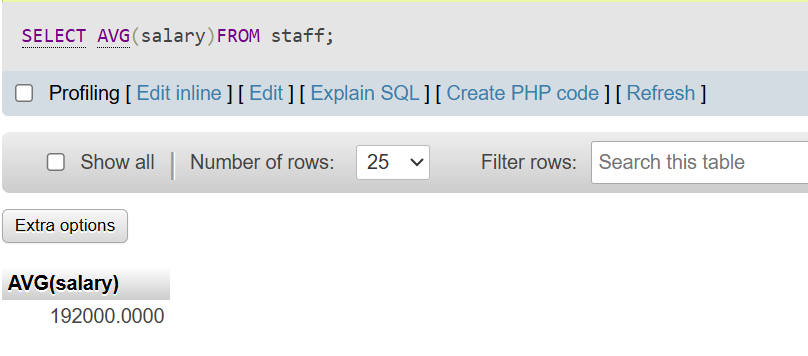 SELECT AVG(salary)FROM staff;
Profiling [ Edit inline ] [ Edit ] [ Explain SQL ] [ Create PHP code ] [ Refresh ]
Show all | Number of rows: 25 Filter rows: Search this table
Extra options
AVG(salary)
192000.0000